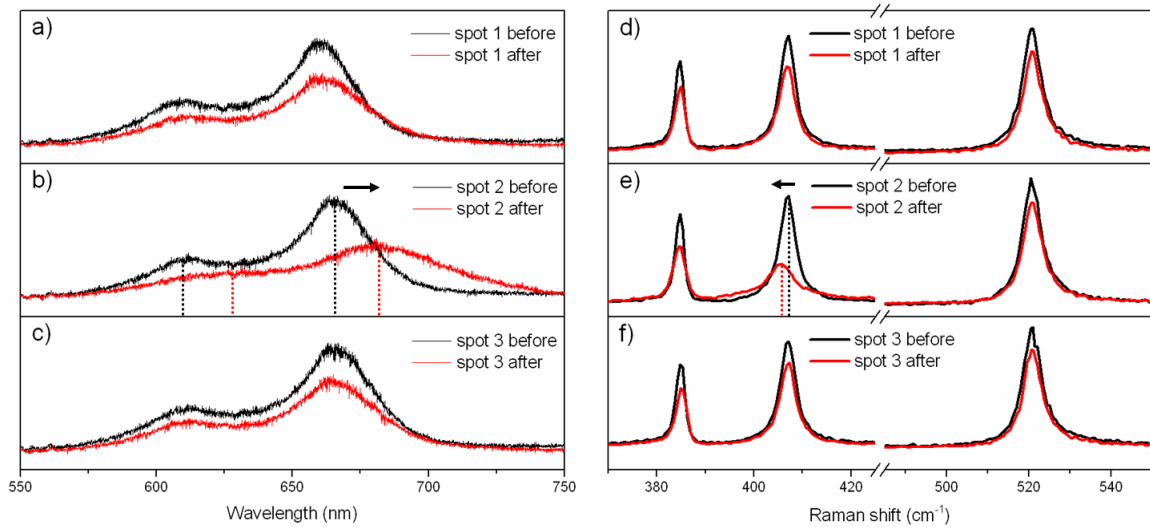 a)
spot 1 before
spot 1 after
b)
spot 2 before
spot 2 after
c)
spot 3 before
spot 3 after
550 600 650 700 750
Wavelength (nm)
d)
spot 1 before
spot 1 after
e)
spot 2 before
spot 2 after
f)
spot 3 before
spot 3 after
380 400 420 500 520 540
Raman shift (cm⁻¹)